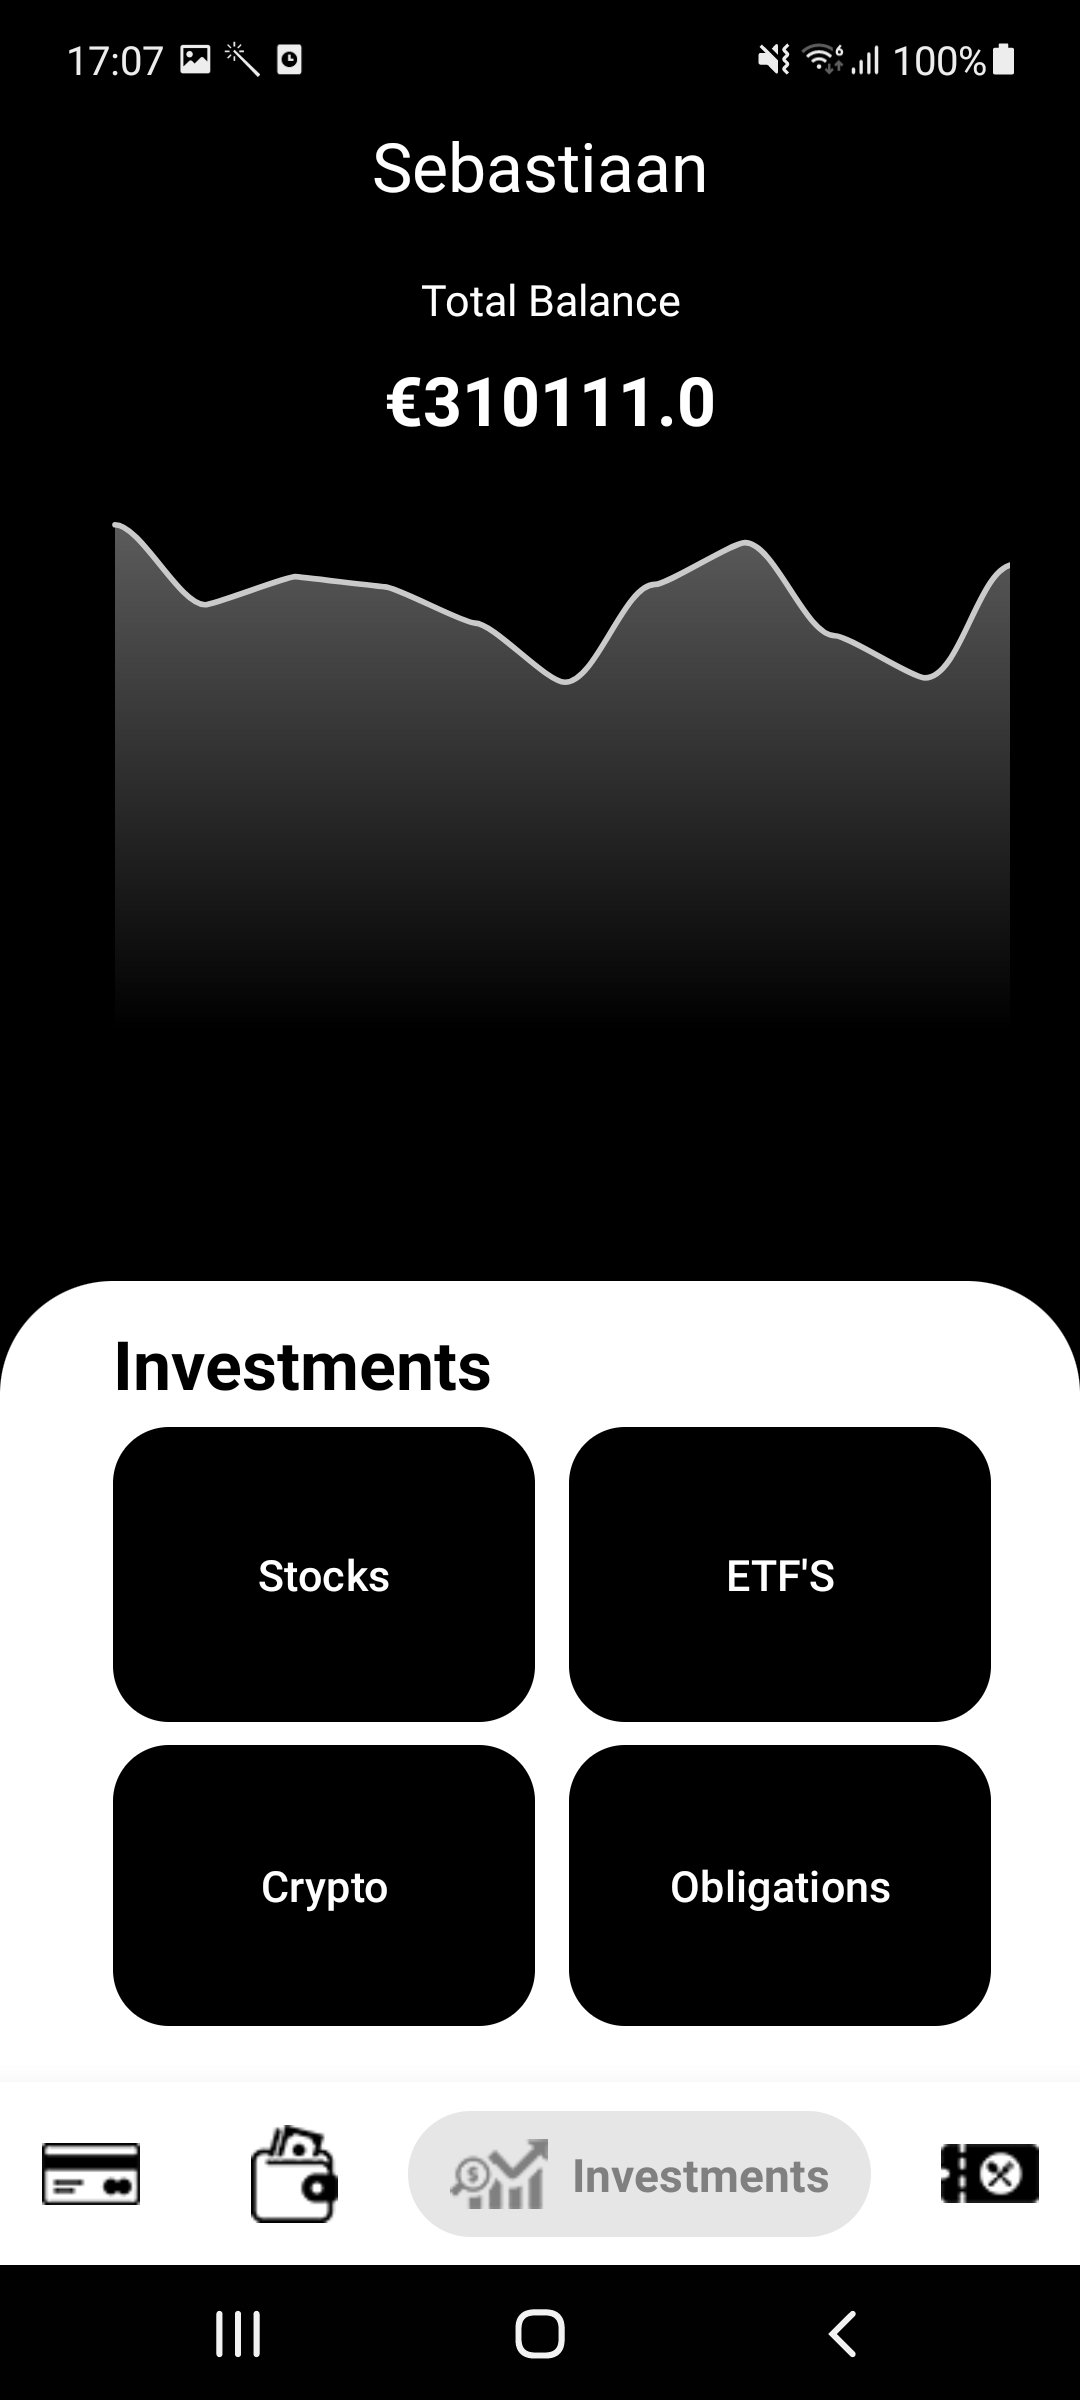 17:07 100%
Sebastiaan
Total Balance
€310111.0
Investments
Stocks ETF'S
Crypto Obligations
Investments